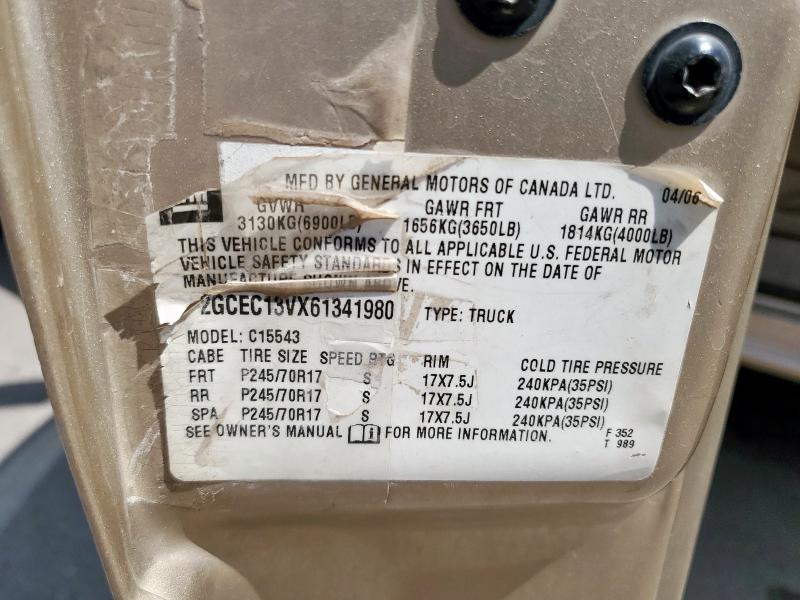 MFD BY GENERAL MOTORS OF CANADA LTD. 04/06
GVWR GAWR FRT GAWR RR
3130KG(6900LB) 1656KG(3650LB) 1814KG(4000LB)
THIS VEHICLE CONFORMS TO ALL APPLICABLE U.S. FEDERAL MOTOR
VEHICLE SAFETY STANDARDS IN EFFECT ON THE DATE OF
MANUFACTURE SHOWN ABOVE.
2GCEC13VX61341980 TYPE: TRUCK
MODEL: C15543
CABE TIRE SIZE SPEED RTG RIM COLD TIRE PRESSURE
FRT P245/70R17 S 17X7.5J 240KPA(35PSI)
RR P245/70R17 S 17X7.5J 240KPA(35PSI)
SPA P245/70R17 S 17X7.5J 240KPA(35PSI)
SEE OWNER'S MANUAL FOR MORE INFORMATION.
F 352
T 989